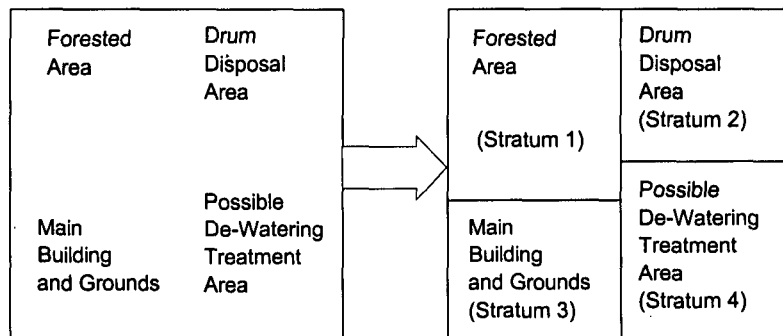 Forested
Area
Drum
Disposal
Area
Main
Building
and Grounds
Possible
De-Watering
Treatment
Area
Forested
Area
(Stratum 1)
Drum
Disposal
Area
(Stratum 2)
Main
Building
and Grounds
(Stratum 3)
Possible
De-Watering
Treatment
Area
(Stratum 4)